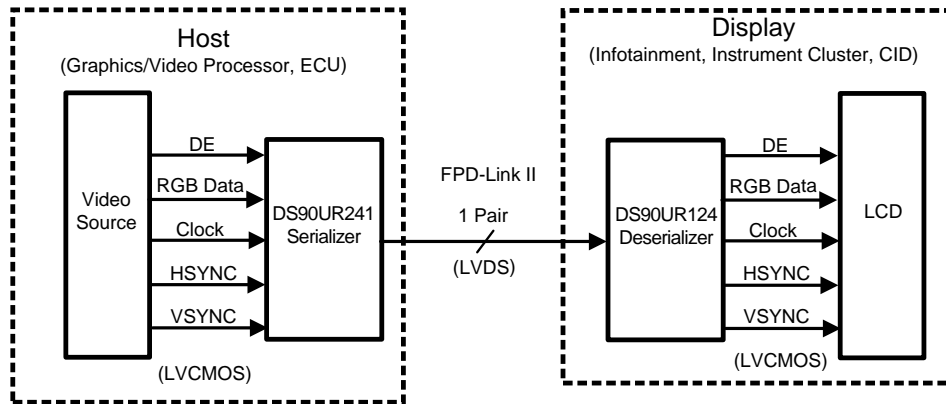 Host
(Graphics/Video Processor, ECU)
Video
Source
DE
RGB Data
Clock
HSYNC
VSYNC
(LVCMOS)
DS90UR241
Serializer
FPD-Link II
1 Pair
(LVDS)
Display
(Infotainment, Instrument Cluster, CID)
DS90UR124
Deserializer
DE
RGB Data
Clock
HSYNC
VSYNC
(LVCMOS)
LCD